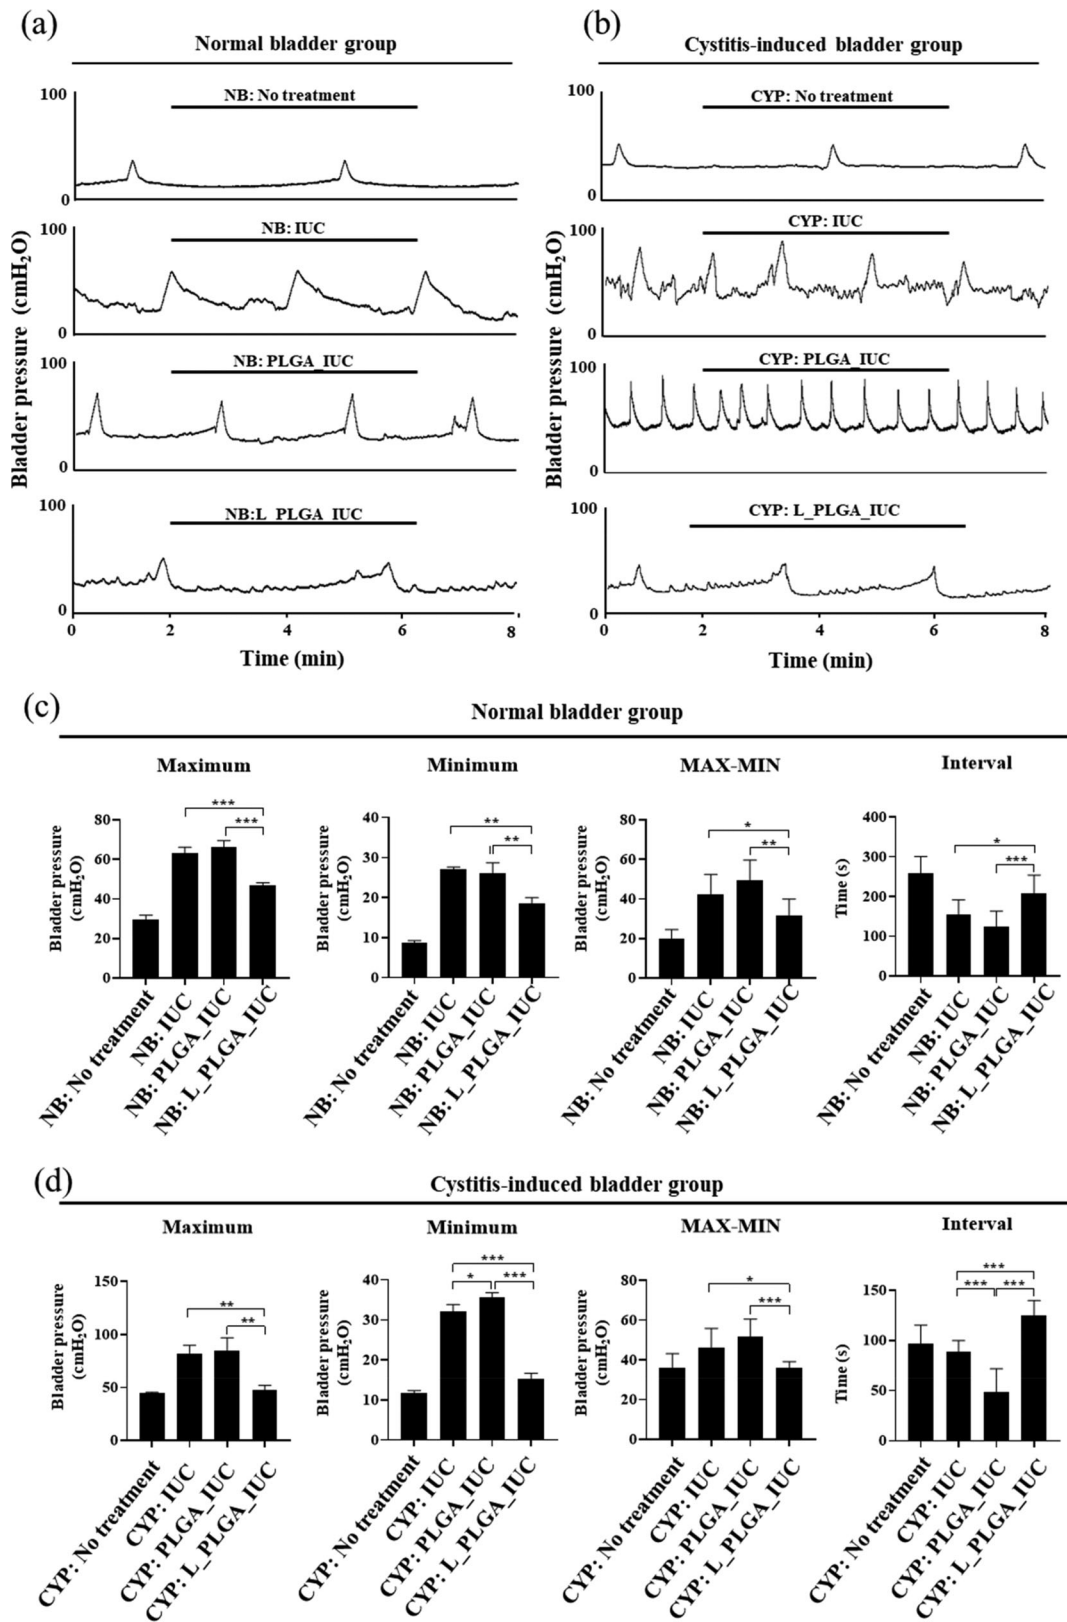 (a)
Normal bladder group
100
NB: No treatment
0
100
NB: IUC
0
100
NB: PLGA_IUC
0
100
NB:L_PLGA_IUC
0
0 2 4 6 8
Time (min)
Bladder pressure (cmH₂O)
(b)
Cystitis-induced bladder group
100
CYP: No treatment
0
100
CYP: IUC
0
100
CYP: PLGA_IUC
0
100
CYP: L_PLGA_IUC
0
0 2 4 6 8
Time (min)
Bladder pressure (cmH₂O)
(c)
Normal bladder group
Maximum
Bladder pressure
(cmH₂O)
80
60
40
20
0
***
***
NB: No treatment
NB: IUC
NB: PLGA_IUC
NB: L_PLGA_IUC
Minimum
Bladder pressure
(cmH₂O)
40
30
20
10
0
**
**
NB: No treatment
NB: IUC
NB: PLGA_IUC
NB: L_PLGA_IUC
MAX-MIN
Bladder pressure
(cmH₂O)
80
60
40
20
0
*
**
NB: No treatment
NB: IUC
NB: PLGA_IUC
NB: L_PLGA_IUC
Interval
Time (s)
400
300
200
100
0
*
***
NB: No treatment
NB: IUC
NB: PLGA_IUC
NB: L_PLGA_IUC
(d)
Cystitis-induced bladder group
Maximum
Bladder pressure
(cmH₂O)
150
100
50
0
**
**
CYP: No treatment
CYP: IUC
CYP: PLGA_IUC
CYP: L_PLGA_IUC
Minimum
Bladder pressure
(cmH₂O)
40
30
20
10
0
***
* ***
CYP: No treatment
CYP: IUC
CYP: PLGA_IUC
CYP: L_PLGA_IUC
MAX-MIN
Bladder pressure
(cmH₂O)
80
60
40
20
0
*
***
CYP: No treatment
CYP: IUC
CYP: PLGA_IUC
CYP: L_PLGA_IUC
Interval
Time (s)
150
100
50
0
***
*** ***
CYP: No treatment
CYP: IUC
CYP: PLGA_IUC
CYP: L_PLGA_IUC